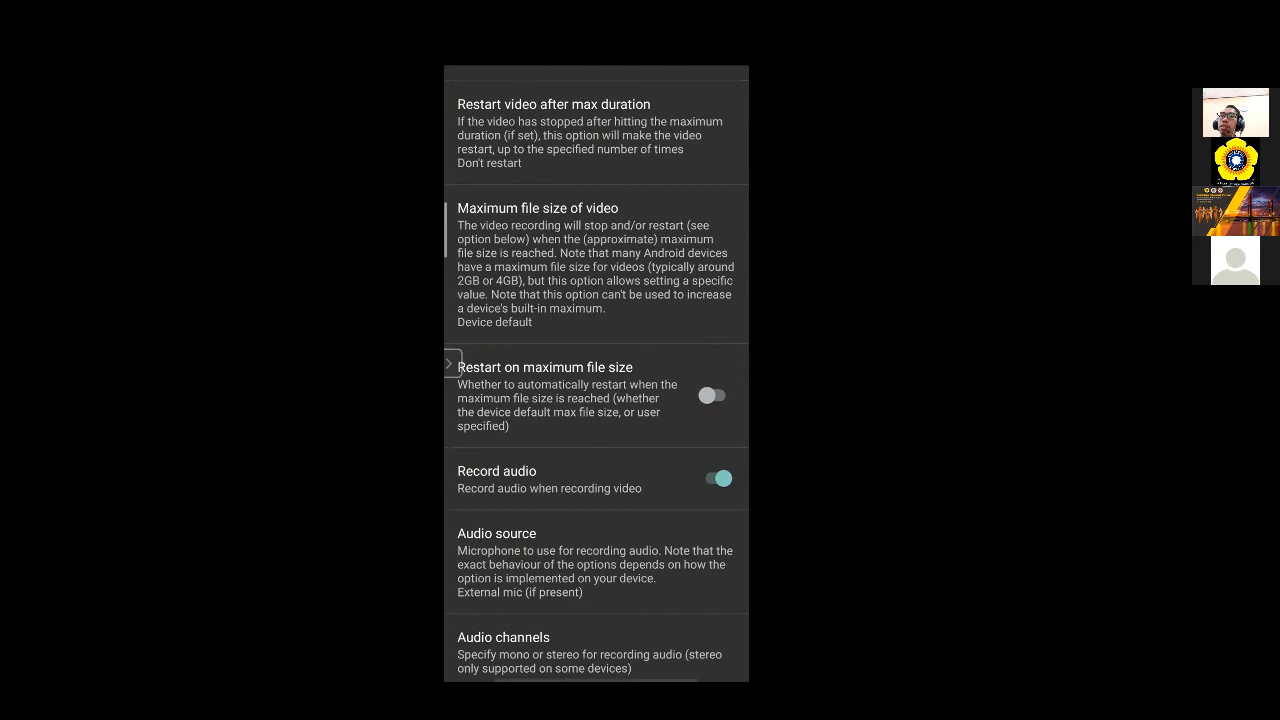 Restart video after max duration
If the video has stopped after hitting the maximum
duration (if set), this option will make the video
restart, up to the specified number of times
Don't restart
Maximum file size of video
The video recording will stop and/or restart (see
option below) when the (approximate) maximum
file size is reached. Note that many Android devices
have a maximum file size for videos (typically around
2GB or 4GB), but this option allows setting a specific
value. Note that this option can't be used to increase
a device's built-in maximum.
Device default
Restart on maximum file size
Whether to automatically restart when the
maximum file size is reached (whether
the device default max file size, or user
specified)
Record audio
Record audio when recording video
Audio source
Microphone to use for recording audio. Note that the
exact behaviour of the options depends on how the
option is implemented on your device.
External mic (if present)
Audio channels
Specify mono or stereo for recording audio (stereo
only supported on some devices)